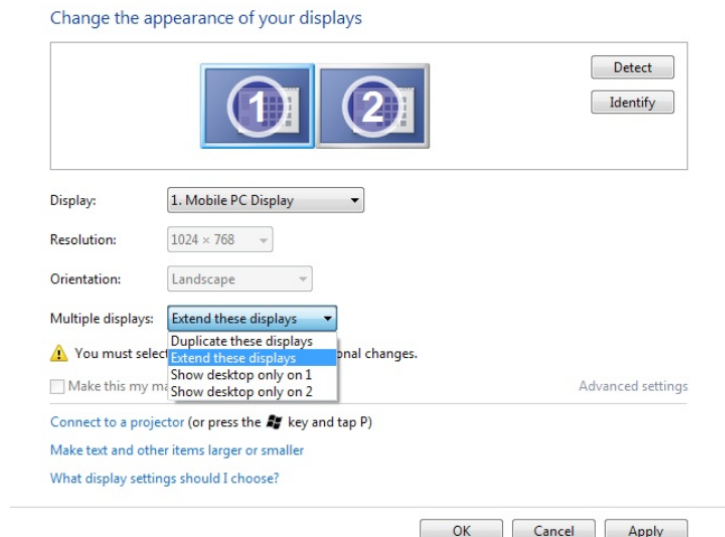 Change the appearance of your displays
1 2
Detect
Identify
Display: 1. Mobile PC Display
Resolution: 1024 × 768
Orientation: Landscape
Multiple displays: Extend these displays
Duplicate these displays
You must selec onal changes.
Extend these displays
Show desktop only on 1
Make this my m Advanced settings
Show desktop only on 2
Connect to a projector (or press the key and tap P)
Make text and other items larger or smaller
What display settings should I choose?
OK Cancel Apply